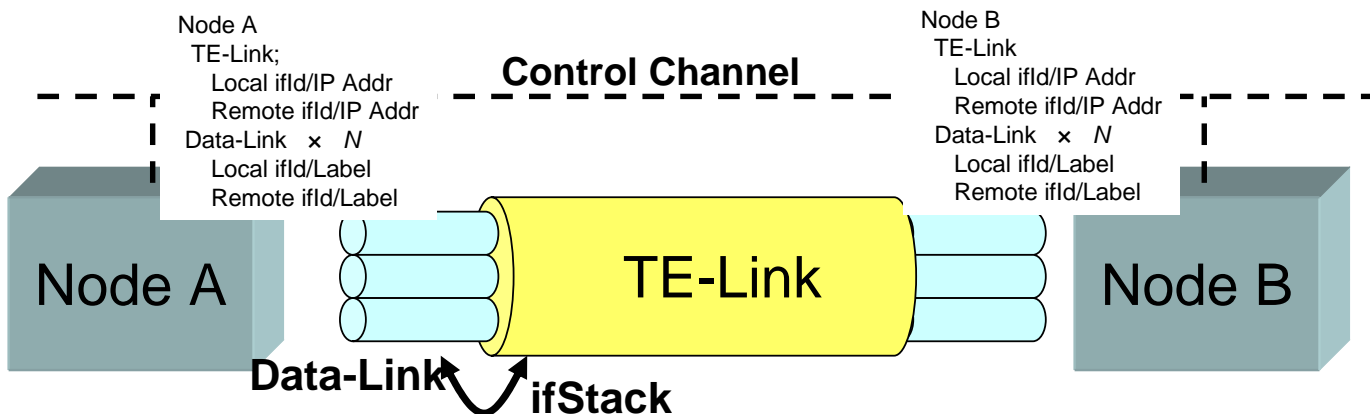 Node A
TE-Link;
Local ifId/IP Addr
Remote ifId/IP Addr
Data-Link × N
Local ifId/Label
Remote ifId/Label
Control Channel
Node B
TE-Link
Local ifId/IP Addr
Remote ifId/IP Addr
Data-Link × N
Local ifId/Label
Remote ifId/Label
Node A
TE-Link
Node B
Data-Link
ifStack